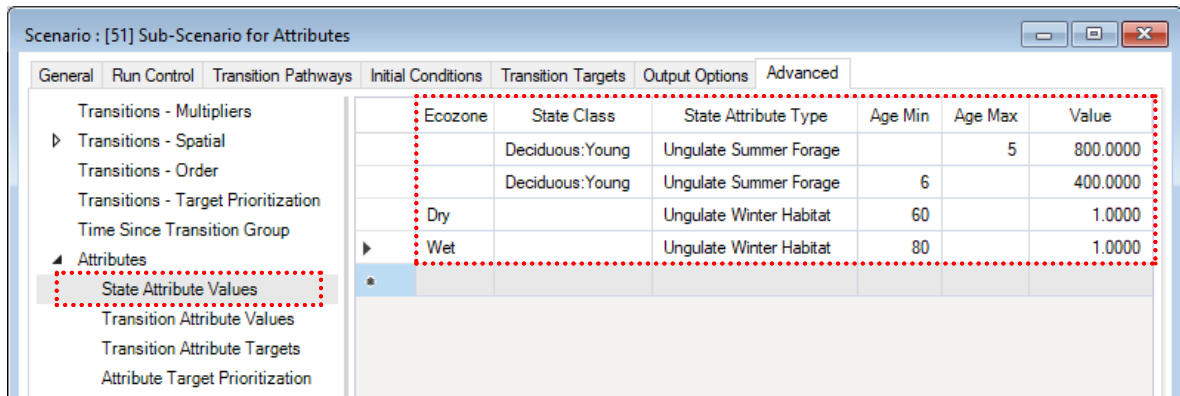 Scenario : [51] Sub-Scenario for Attributes
General Run Control Transition Pathways Initial Conditions Transition Targets Output Options Advanced
Transitions - Multipliers
Transitions - Spatial
Transitions - Order
Transitions - Target Prioritization
Time Since Transition Group
Attributes
State Attribute Values
Transition Attribute Values
Transition Attribute Targets
Attribute Target Prioritization
Ecozone State Class State Attribute Type Age Min Age Max Value
Deciduous:Young Ungulate Summer Forage 5 800.0000
Deciduous:Young Ungulate Summer Forage 6 400.0000
Dry Ungulate Winter Habitat 60 1.0000
Wet Ungulate Winter Habitat 80 1.0000